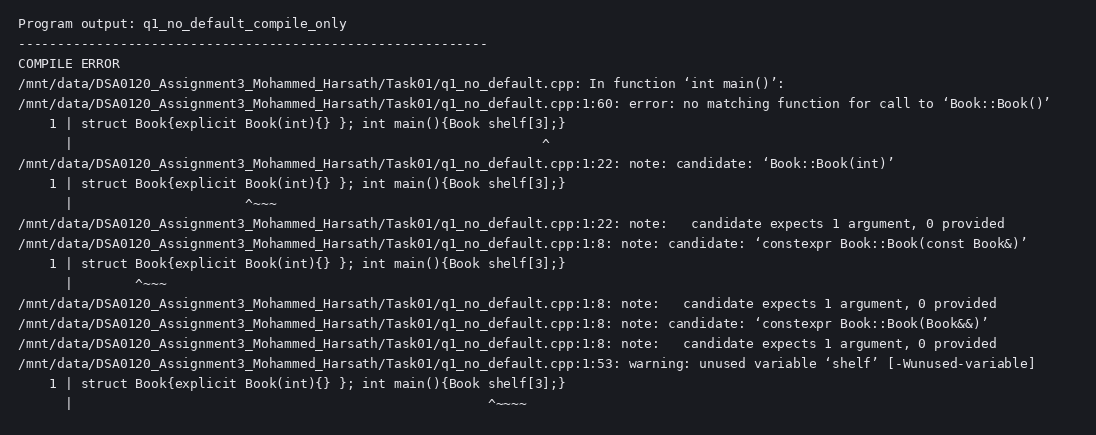 Program output: q1_no_default_compile_only
------------------------------------------------------------
COMPILE ERROR
/mnt/data/DSA0120_Assignment3_Mohammed_Harsath/Task01/q1_no_default.cpp: In function ‘int main()’:
/mnt/data/DSA0120_Assignment3_Mohammed_Harsath/Task01/q1_no_default.cpp:1:60: error: no matching function for call to ‘Book::Book()’
    1 | struct Book{explicit Book(int){} }; int main(){Book shelf[3];}
      |                                                            ^
/mnt/data/DSA0120_Assignment3_Mohammed_Harsath/Task01/q1_no_default.cpp:1:22: note: candidate: ‘Book::Book(int)’
    1 | struct Book{explicit Book(int){} }; int main(){Book shelf[3];}
      |                      ^~~~
/mnt/data/DSA0120_Assignment3_Mohammed_Harsath/Task01/q1_no_default.cpp:1:22: note:   candidate expects 1 argument, 0 provided
/mnt/data/DSA0120_Assignment3_Mohammed_Harsath/Task01/q1_no_default.cpp:1:8: note: candidate: ‘constexpr Book::Book(const Book&)’
    1 | struct Book{explicit Book(int){} }; int main(){Book shelf[3];}
      |        ^~~~
/mnt/data/DSA0120_Assignment3_Mohammed_Harsath/Task01/q1_no_default.cpp:1:8: note:   candidate expects 1 argument, 0 provided
/mnt/data/DSA0120_Assignment3_Mohammed_Harsath/Task01/q1_no_default.cpp:1:8: note: candidate: ‘constexpr Book::Book(Book&&)’
/mnt/data/DSA0120_Assignment3_Mohammed_Harsath/Task01/q1_no_default.cpp:1:8: note:   candidate expects 1 argument, 0 provided
/mnt/data/DSA0120_Assignment3_Mohammed_Harsath/Task01/q1_no_default.cpp:1:53: warning: unused variable ‘shelf’ [-Wunused-variable]
    1 | struct Book{explicit Book(int){} }; int main(){Book shelf[3];}
      |                                                     ^~~~~